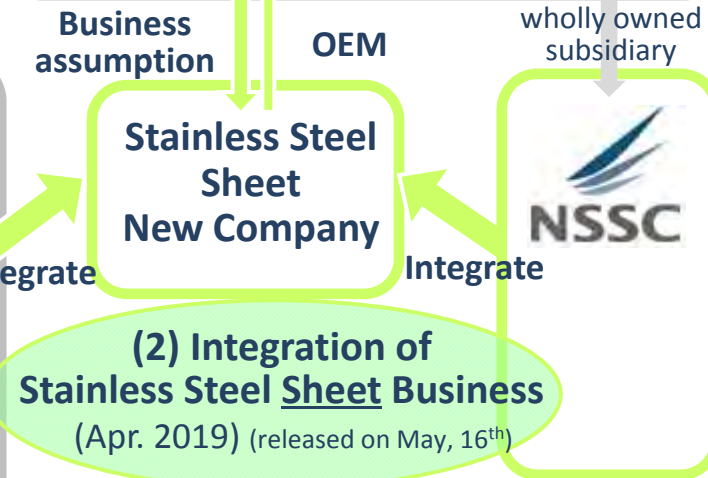 Business
assumption
OEM
wholly owned
subsidiary
Stainless Steel
Sheet
New Company
NSSC
egrate
Integrate
(2) Integration of
Stainless Steel Sheet Business
(Apr. 2019) (released on May, 16th)